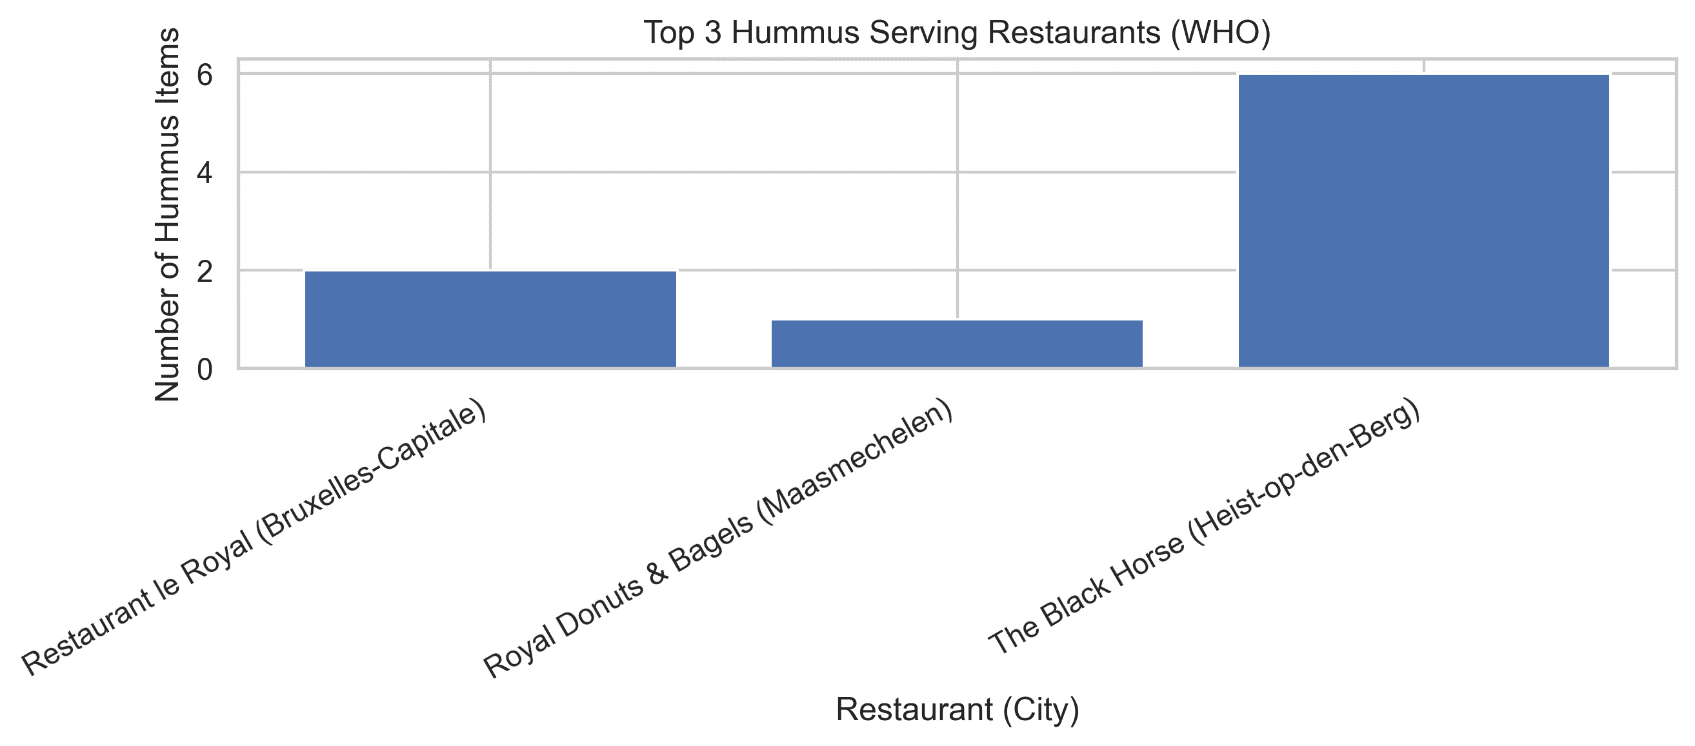 Top 3 Hummus Serving Restaurants (WHO)
Number of Hummus Items
6
4
2
0
Restaurant le Royal (Bruxelles-Capitale)
Royal Donuts & Bagels (Maasmechelen)
The Black Horse (Heist-op-den-Berg)
Restaurant (City)